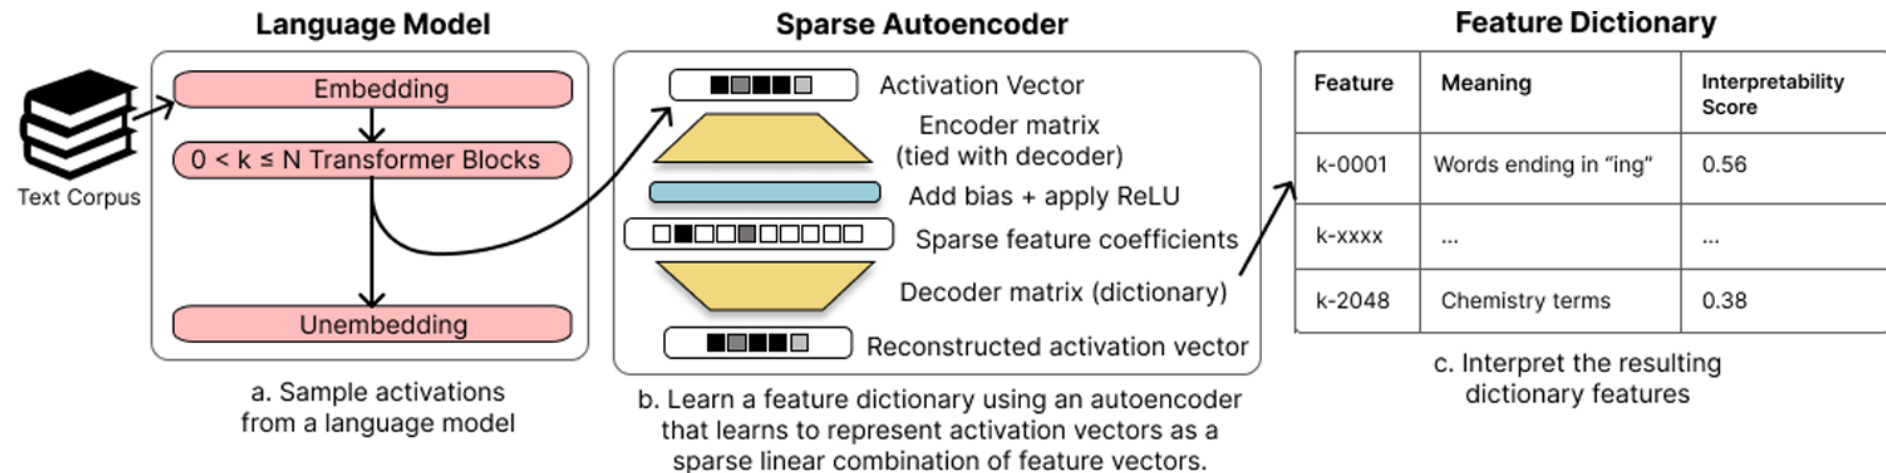 Language Model
Text Corpus
Embedding
0 < k ≤ N Transformer Blocks
Unembedding
a. Sample activations
from a language model
Sparse Autoencoder
Activation Vector
Encoder matrix
(tied with decoder)
Add bias + apply ReLU
Sparse feature coefficients
Decoder matrix (dictionary)
Reconstructed activation vector
b. Learn a feature dictionary using an autoencoder
that learns to represent activation vectors as a
sparse linear combination of feature vectors.
Feature Dictionary
Feature Meaning Interpretability
Score
k-0001 Words ending in “ing” 0.56
k-xxxx ... ...
k-2048 Chemistry terms 0.38
c. Interpret the resulting
dictionary features